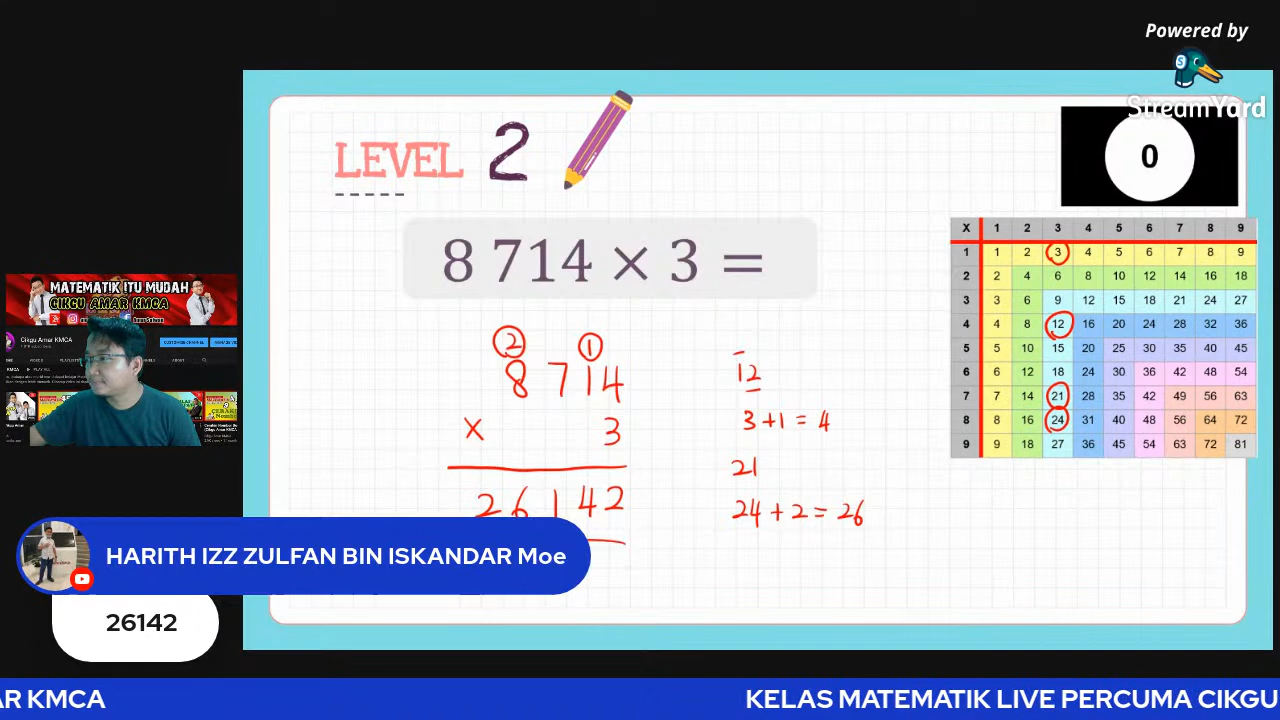 Powered by
StreamYard
LEVEL 2
0
8 714 × 3 =
X 1 2 3 4 5 6 7 8 9
1 1 2 3 4 5 6 7 8 9
2 2 4 6 8 10 12 14 16 18
3 3 6 9 12 15 18 21 24 27
4 4 8 12 16 20 24 28 32 36
5 5 10 15 20 25 30 35 40 45
6 6 12 18 24 30 36 42 48 54
7 7 14 21 28 35 42 49 56 63
8 8 16 24 31 40 48 56 64 72
9 9 18 27 36 45 54 63 72 81
2 1
8 7 1 4
× 3
2 6 1 4 2
12
3 + 1 = 4
21
24 + 2 = 26
MATEMATIK ITU MUDAH
CIKGU AMAR KMCA
Cikgu Amar KMCA
HARITH IZZ ZULFAN BIN ISKANDAR Moe
26142
AR KMCA
KELAS MATEMATIK LIVE PERCUMA CIKGU